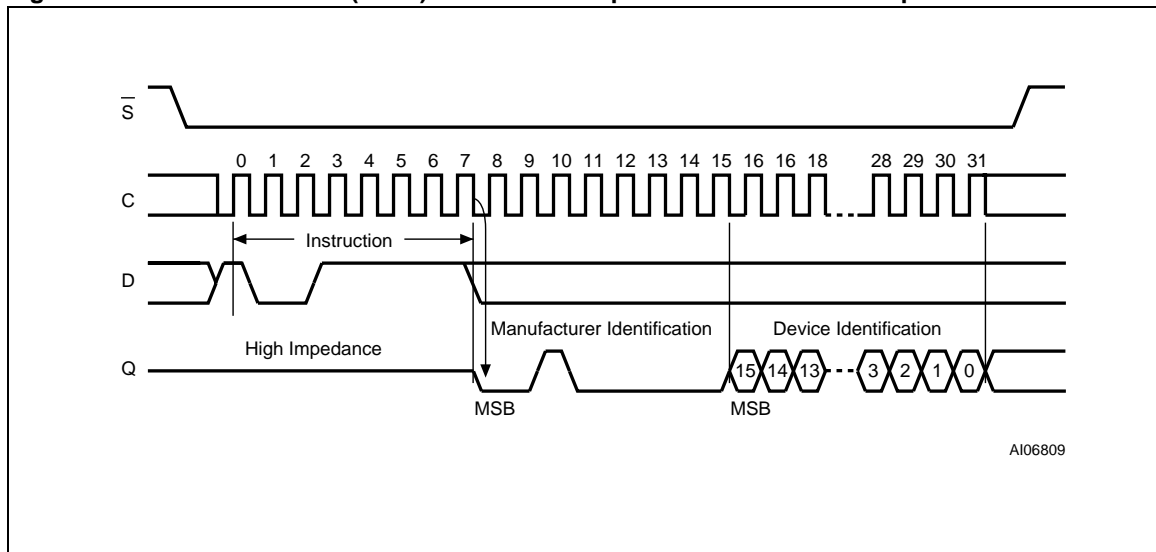 S
0 1 2 3 4 5 6 7 8 9 10 11 12 13 14 15 16 16 18 28 29 30 31
C
Instruction
D
Manufacturer Identification Device Identification
High Impedance
Q
15 14 13 3 2 1 0
MSB MSB
AI06809